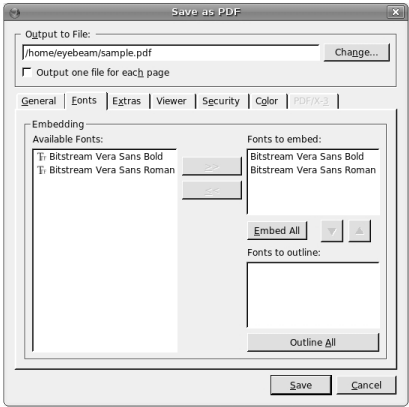 Save as PDF
Output to File:
/home/eyebeam/sample.pdf
Change...
Output one file for each page
General
Fonts
Extras
Viewer
Security
Color
PDF/X-3
Embedding
Available Fonts:
Fonts to embed:
Bitstream Vera Sans Bold
Bitstream Vera Sans Roman
>>
<<
Bitstream Vera Sans Bold
Bitstream Vera Sans Roman
Embed All
Fonts to outline:
Outline All
Save
Cancel